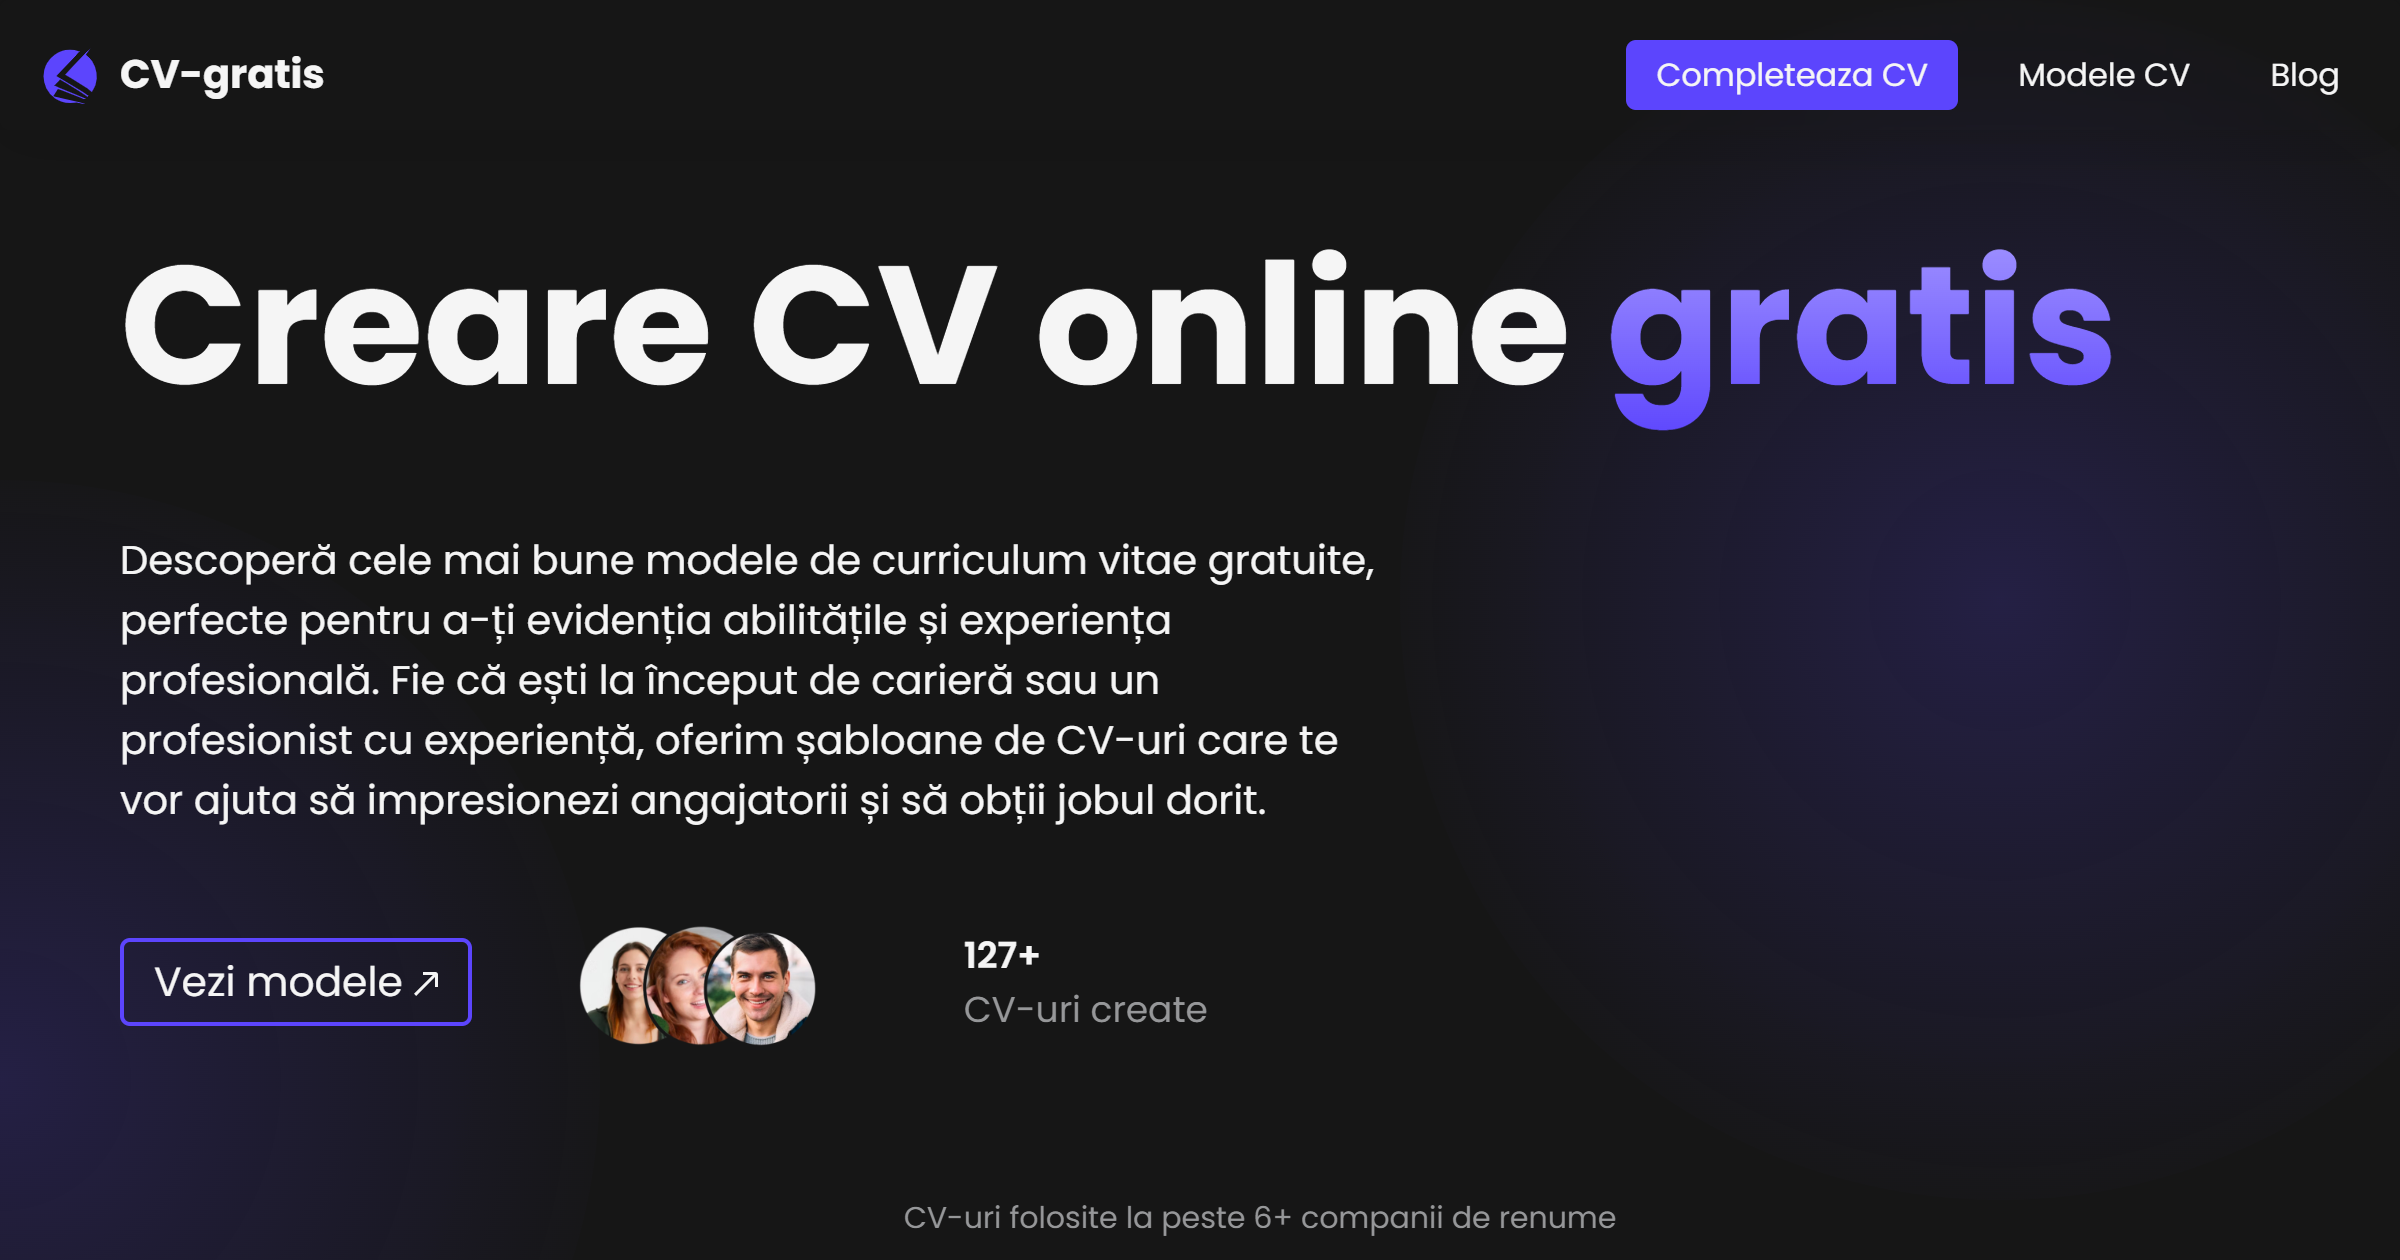 CV-gratis
Completeaza CV
Modele CV
Blog
Creare CV online gratis
Descoperă cele mai bune modele de curriculum vitae gratuite,
perfecte pentru a-ți evidenția abilitățile și experiența
profesională. Fie că ești la început de carieră sau un
profesionist cu experiență, oferim șabloane de CV-uri care te
vor ajuta să impresionezi angajatorii și să obții jobul dorit.
Vezi modele ↗
127+
CV-uri create
CV-uri folosite la peste 6+ companii de renume